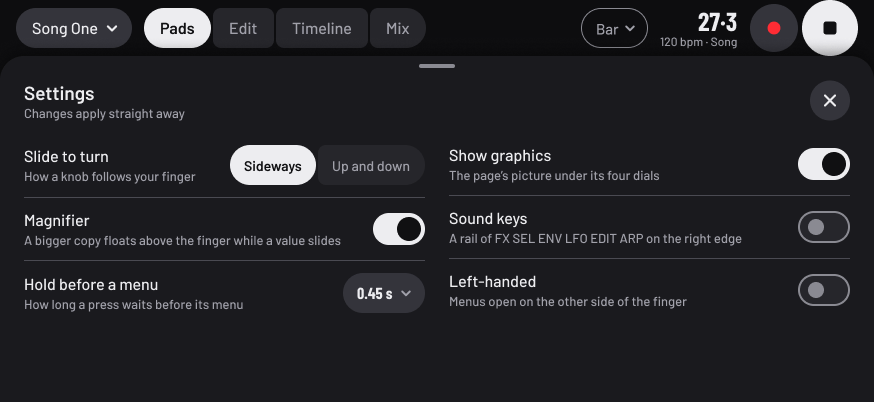 Song One
Pads
Edit
Timeline
Mix
Bar
27·3
120 bpm · Song
Settings
Changes apply straight away
Slide to turn
How a knob follows your finger
Sideways
Up and down
Magnifier
A bigger copy floats above the finger while a value slides
Hold before a menu
How long a press waits before its menu
0.45 s
Show graphics
The page's picture under its four dials
Sound keys
A rail of FX SEL ENV LFO EDIT ARP on the right edge
Left-handed
Menus open on the other side of the finger